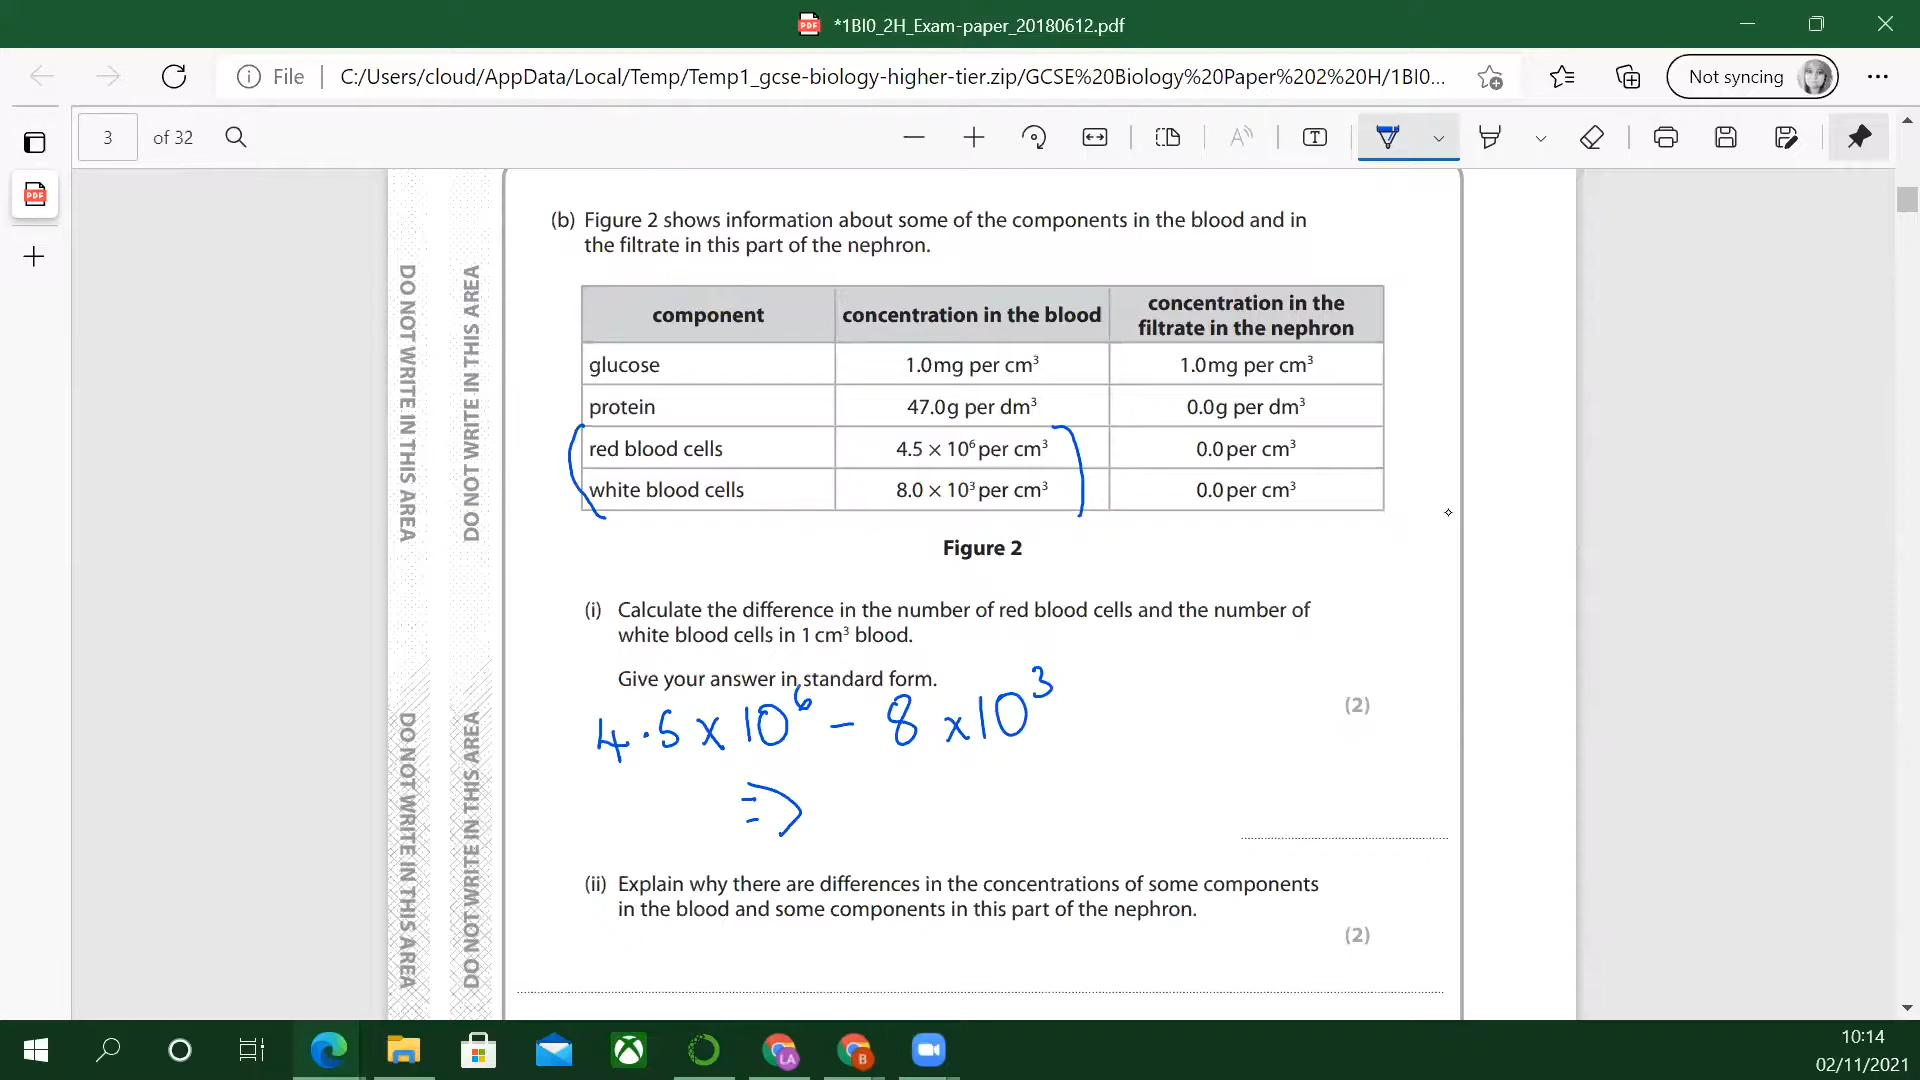 *1BI0_2H_Exam-paper_20180612.pdf
File
C:/Users/cloud/AppData/Local/Temp/Temp1_gcse-biology-higher-tier.zip/GCSE%20Biology%20Paper%202%20H/1BI0...
Not syncing
3 of 32
DO NOT WRITE IN THIS AREA
DO NOT WRITE IN THIS AREA
DO NOT WRITE IN THIS AREA
DO NOT WRITE IN THIS AREA
(b) Figure 2 shows information about some of the components in the blood and in
the filtrate in this part of the nephron.
component concentration in the blood concentration in the
filtrate in the nephron
glucose 1.0mg per cm³ 1.0mg per cm³
protein 47.0g per dm³ 0.0g per dm³
red blood cells 4.5 × 10⁶ per cm³ 0.0 per cm³
white blood cells 8.0 × 10³ per cm³ 0.0 per cm³
Figure 2
(i) Calculate the difference in the number of red blood cells and the number of
white blood cells in 1 cm³ blood.
Give your answer in standard form.
(2)
4.5 x 10⁶ - 8 x 10³
=>
(ii) Explain why there are differences in the concentrations of some components
in the blood and some components in this part of the nephron.
(2)
LA
B
10:14
02/11/2021